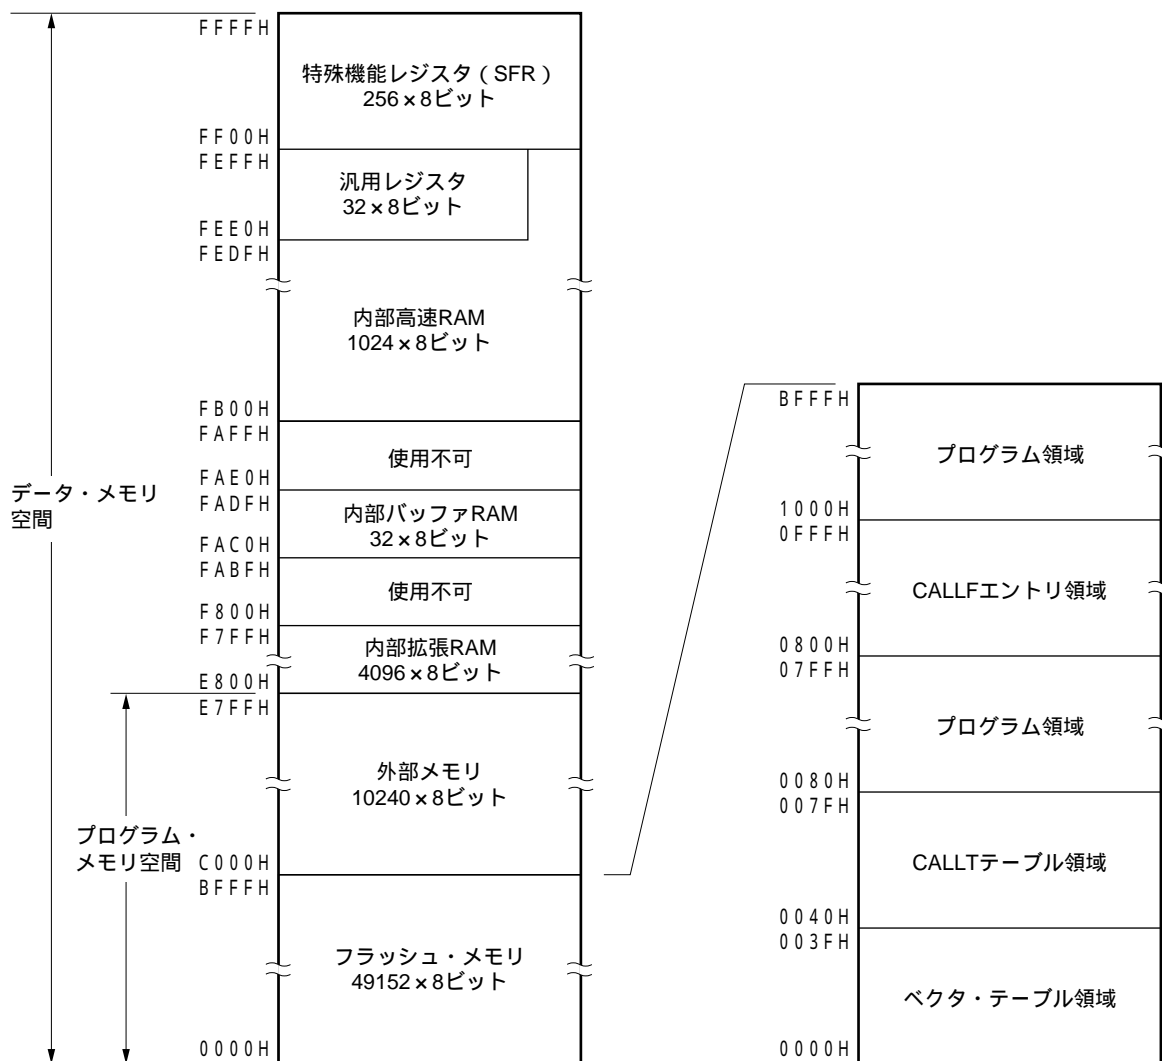 FFFFH
特殊機能レジスタ(SFR)
256×8ビット
FF00H
FEFFH
汎用レジスタ
32×8ビット
FEE0H
FEDFH
内部高速RAM
1024×8ビット
FB00H
FAFFH
使用不可
FAE0H
FADFH
内部バッファRAM
32×8ビット
FAC0H
FABFH
使用不可
F800H
F7FFH
内部拡張RAM
4096×8ビット
E800H
E7FFH
外部メモリ
10240×8ビット
C000H
BFFFH
フラッシュ・メモリ
49152×8ビット
0000H
データ・メモリ
空間
プログラム・
メモリ空間
BFFFH
プログラム領域
1000H
0FFFH
CALLFエントリ領域
0800H
07FFH
プログラム領域
0080H
007FH
CALLTテーブル領域
0040H
003FH
ベクタ・テーブル領域
0000H